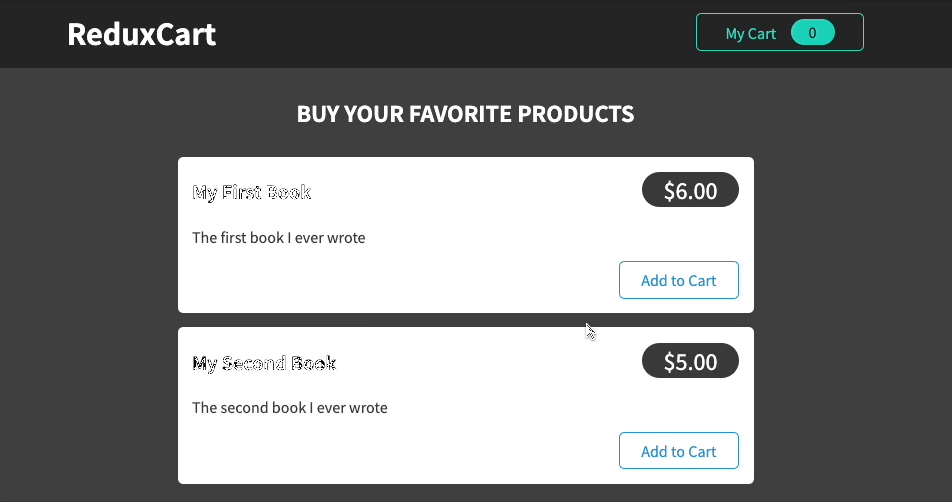 ReduxCart
My Cart 0
BUY YOUR FAVORITE PRODUCTS
My First Book
$6.00
The first book I ever wrote
Add to Cart
My Second Book
$5.00
The second book I ever wrote
Add to Cart